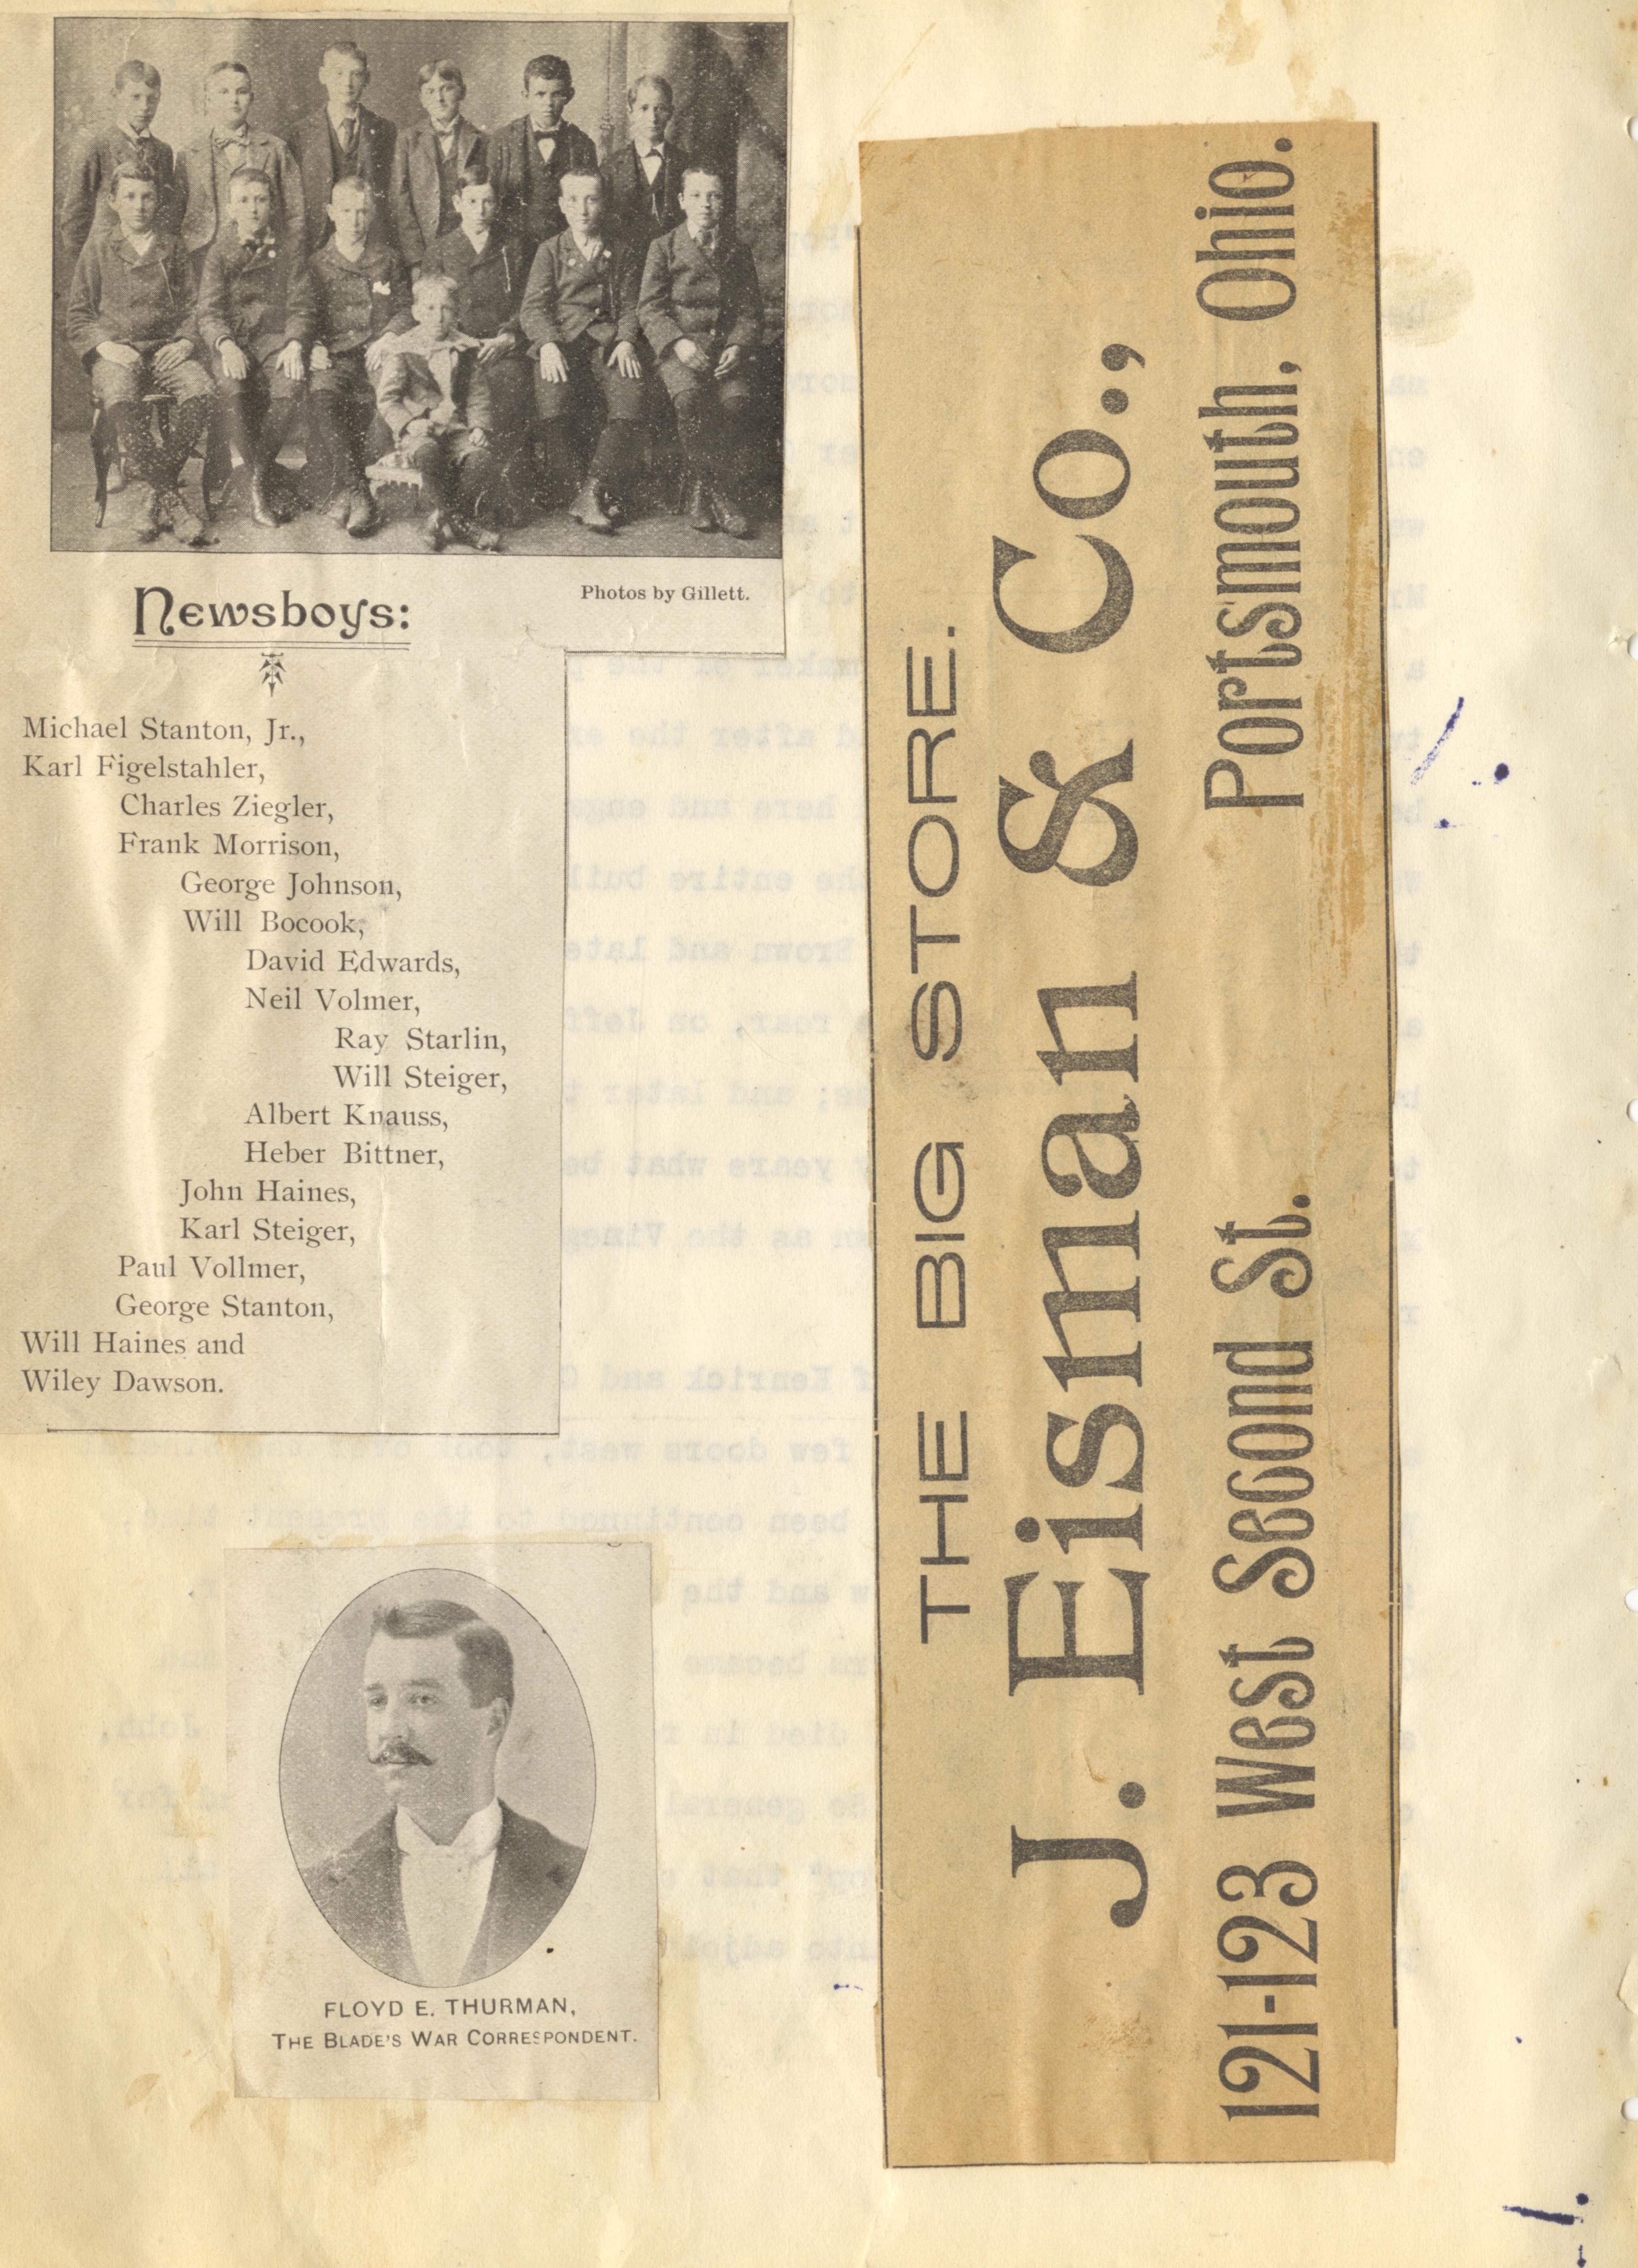 Newsboys:
Photos by Gillett.
Michael Stanton, Jr.,
Karl Figelstahler,
Charles Ziegler,
Frank Morrison,
George Johnson,
Will Bocook,
David Edwards,
Neil Volmer,
Ray Starlin,
Will Steiger,
Albert Knauss,
Heber Bittner,
John Haines,
Karl Steiger,
Paul Vollmer,
George Stanton,
Will Haines and
Wiley Dawson.
FLOYD E. THURMAN,
THE BLADE'S WAR CORRESPONDENT.
THE BIG STORE.
J. Eisman & Co.,
121-123 West Second St. Portsmouth, Ohio.